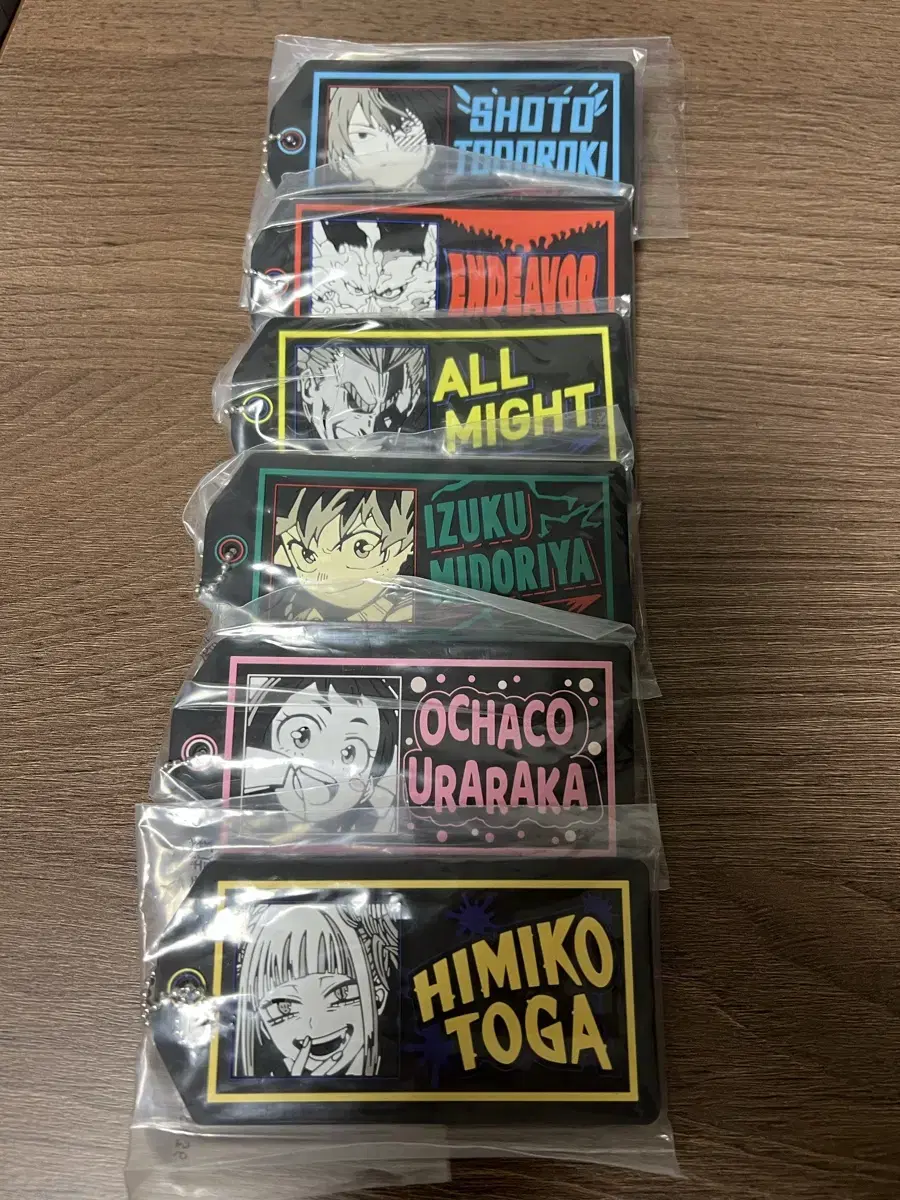 SHOTO
TODOROKI
ENDEAVOR
ALL
MIGHT
IZUKU
MIDORIYA
OCHACO
URARAKA
HIMIKO
TOGA